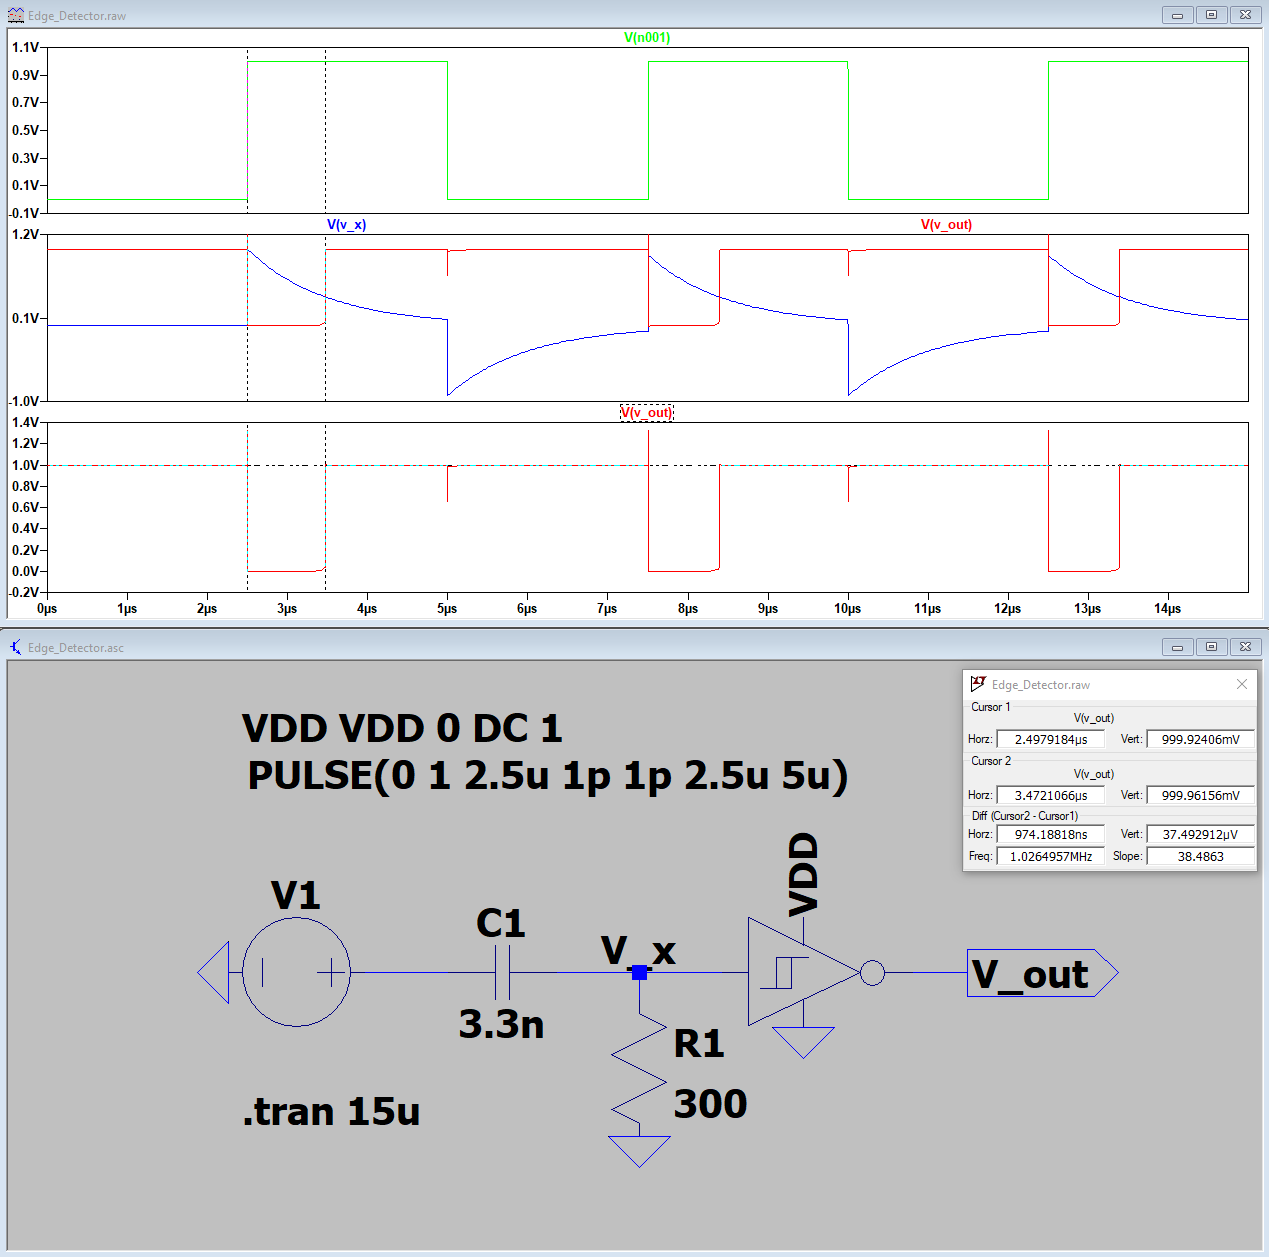 Edge_Detector.raw
V(n001)
1.1V
0.9V
0.7V
0.5V
0.3V
0.1V
-0.1V
V(v_x) V(v_out)
1.2V
0.1V
-1.0V
V(v_out)
1.4V
1.2V
1.0V
0.8V
0.6V
0.4V
0.2V
0.0V
-0.2V
0µs 1µs 2µs 3µs 4µs 5µs 6µs 7µs 8µs 9µs 10µs 11µs 12µs 13µs 14µs
Edge_Detector.asc
VDD VDD 0 DC 1
PULSE(0 1 2.5u 1p 1p 2.5u 5u)
V1
C1
3.3n
V_x
R1
300
VDD
V_out
.tran 15u
Edge_Detector.raw
Cursor 1
V(v_out)
Horz: 2.4979184µs Vert: 999.92406mV
Cursor 2
V(v_out)
Horz: 3.4721066µs Vert: 999.96156mV
Diff (Cursor2 - Cursor1)
Horz: 974.18818ns Vert: 37.492912µV
Freq: 1.0264957MHz Slope: 38.4863